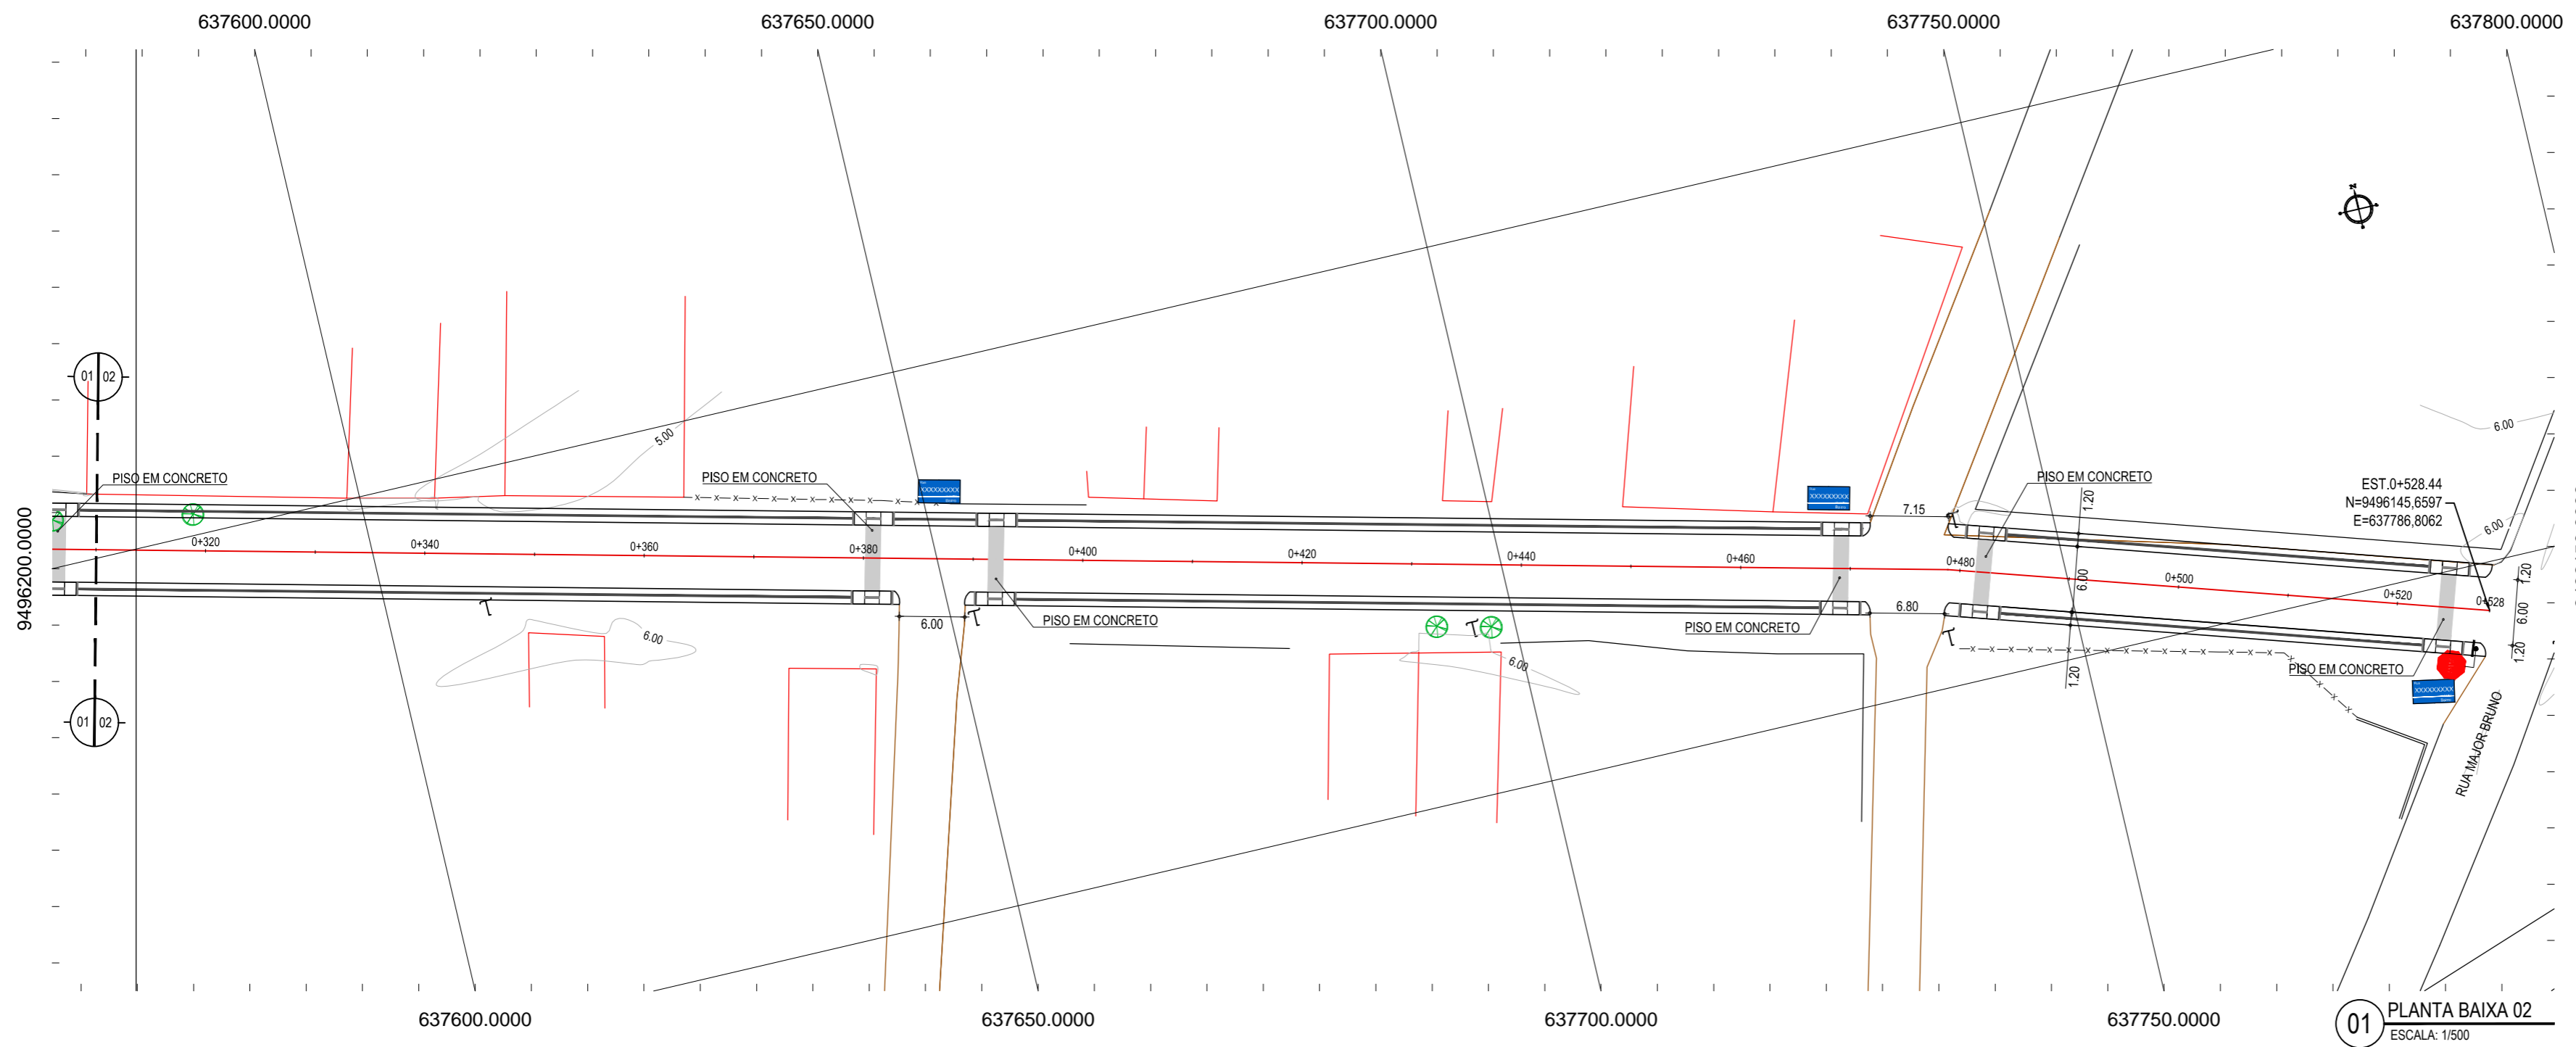 637600.0000
637650.0000
637700.0000
637750.0000
637800.0000
01 02
5.00
6.00
PISO EM CONCRETO
PISO EM CONCRETO
XXXXXXXXX
XXXXXXXXX
PISO EM CONCRETO
EST.0+528.44
N=9496145,6597
E=637786,8062
7.15
1.20
6.00
9496200.0000
0+320
0+340
0+360
0+380
0+400
0+420
0+440
0+460
0+480
0+500
0+520
0+528
6.00
1.20
6.00
1.20
1.20
6.00
6.00
PISO EM CONCRETO
PISO EM CONCRETO
6.80
6.00
PISO EM CONCRETO
XXXXXXXXX
01 02
RUA MAJOR BRUNO
637600.0000
637650.0000
637700.0000
637750.0000
01
PLANTA BAIXA 02
ESCALA: 1/500